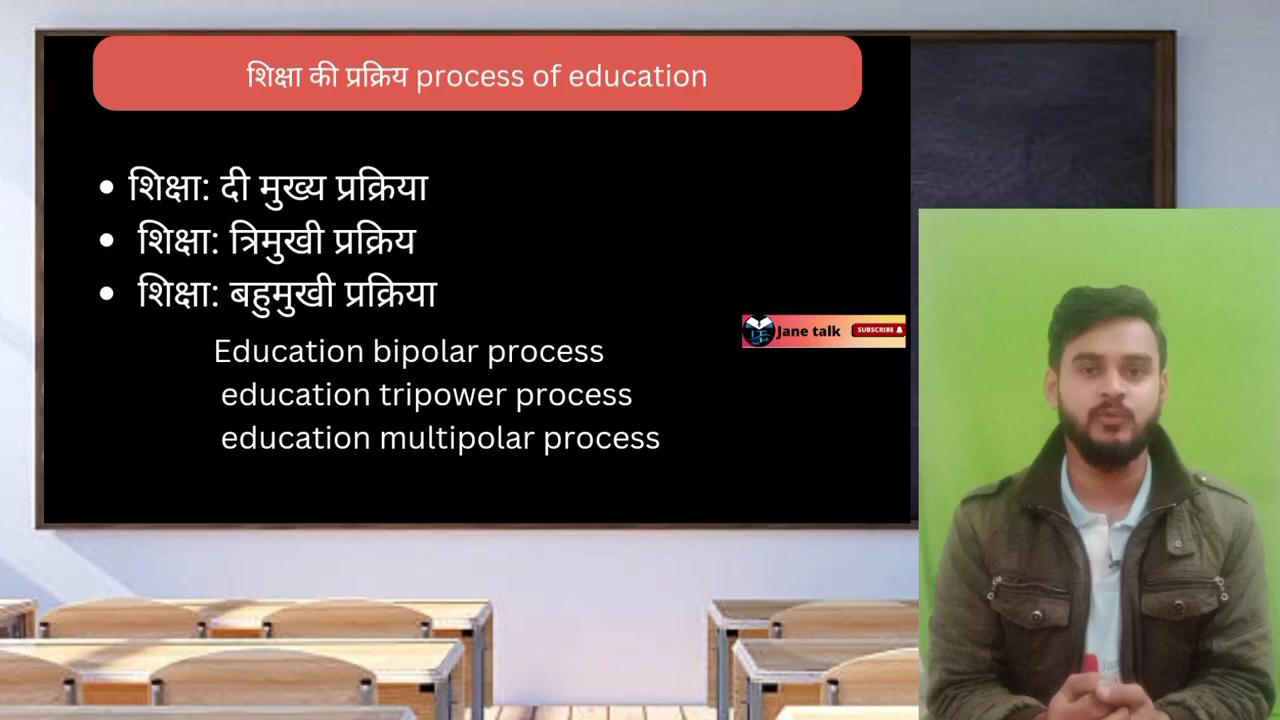 शिक्षा की प्रक्रिय process of education
• शिक्षा: दी मुख्य प्रक्रिया
• शिक्षा: त्रिमुखी प्रक्रिय
• शिक्षा: बहुमुखी प्रक्रिया
Education bipolar process
education tripower process
education multipolar process
Jane talk
SUBSCRIBE